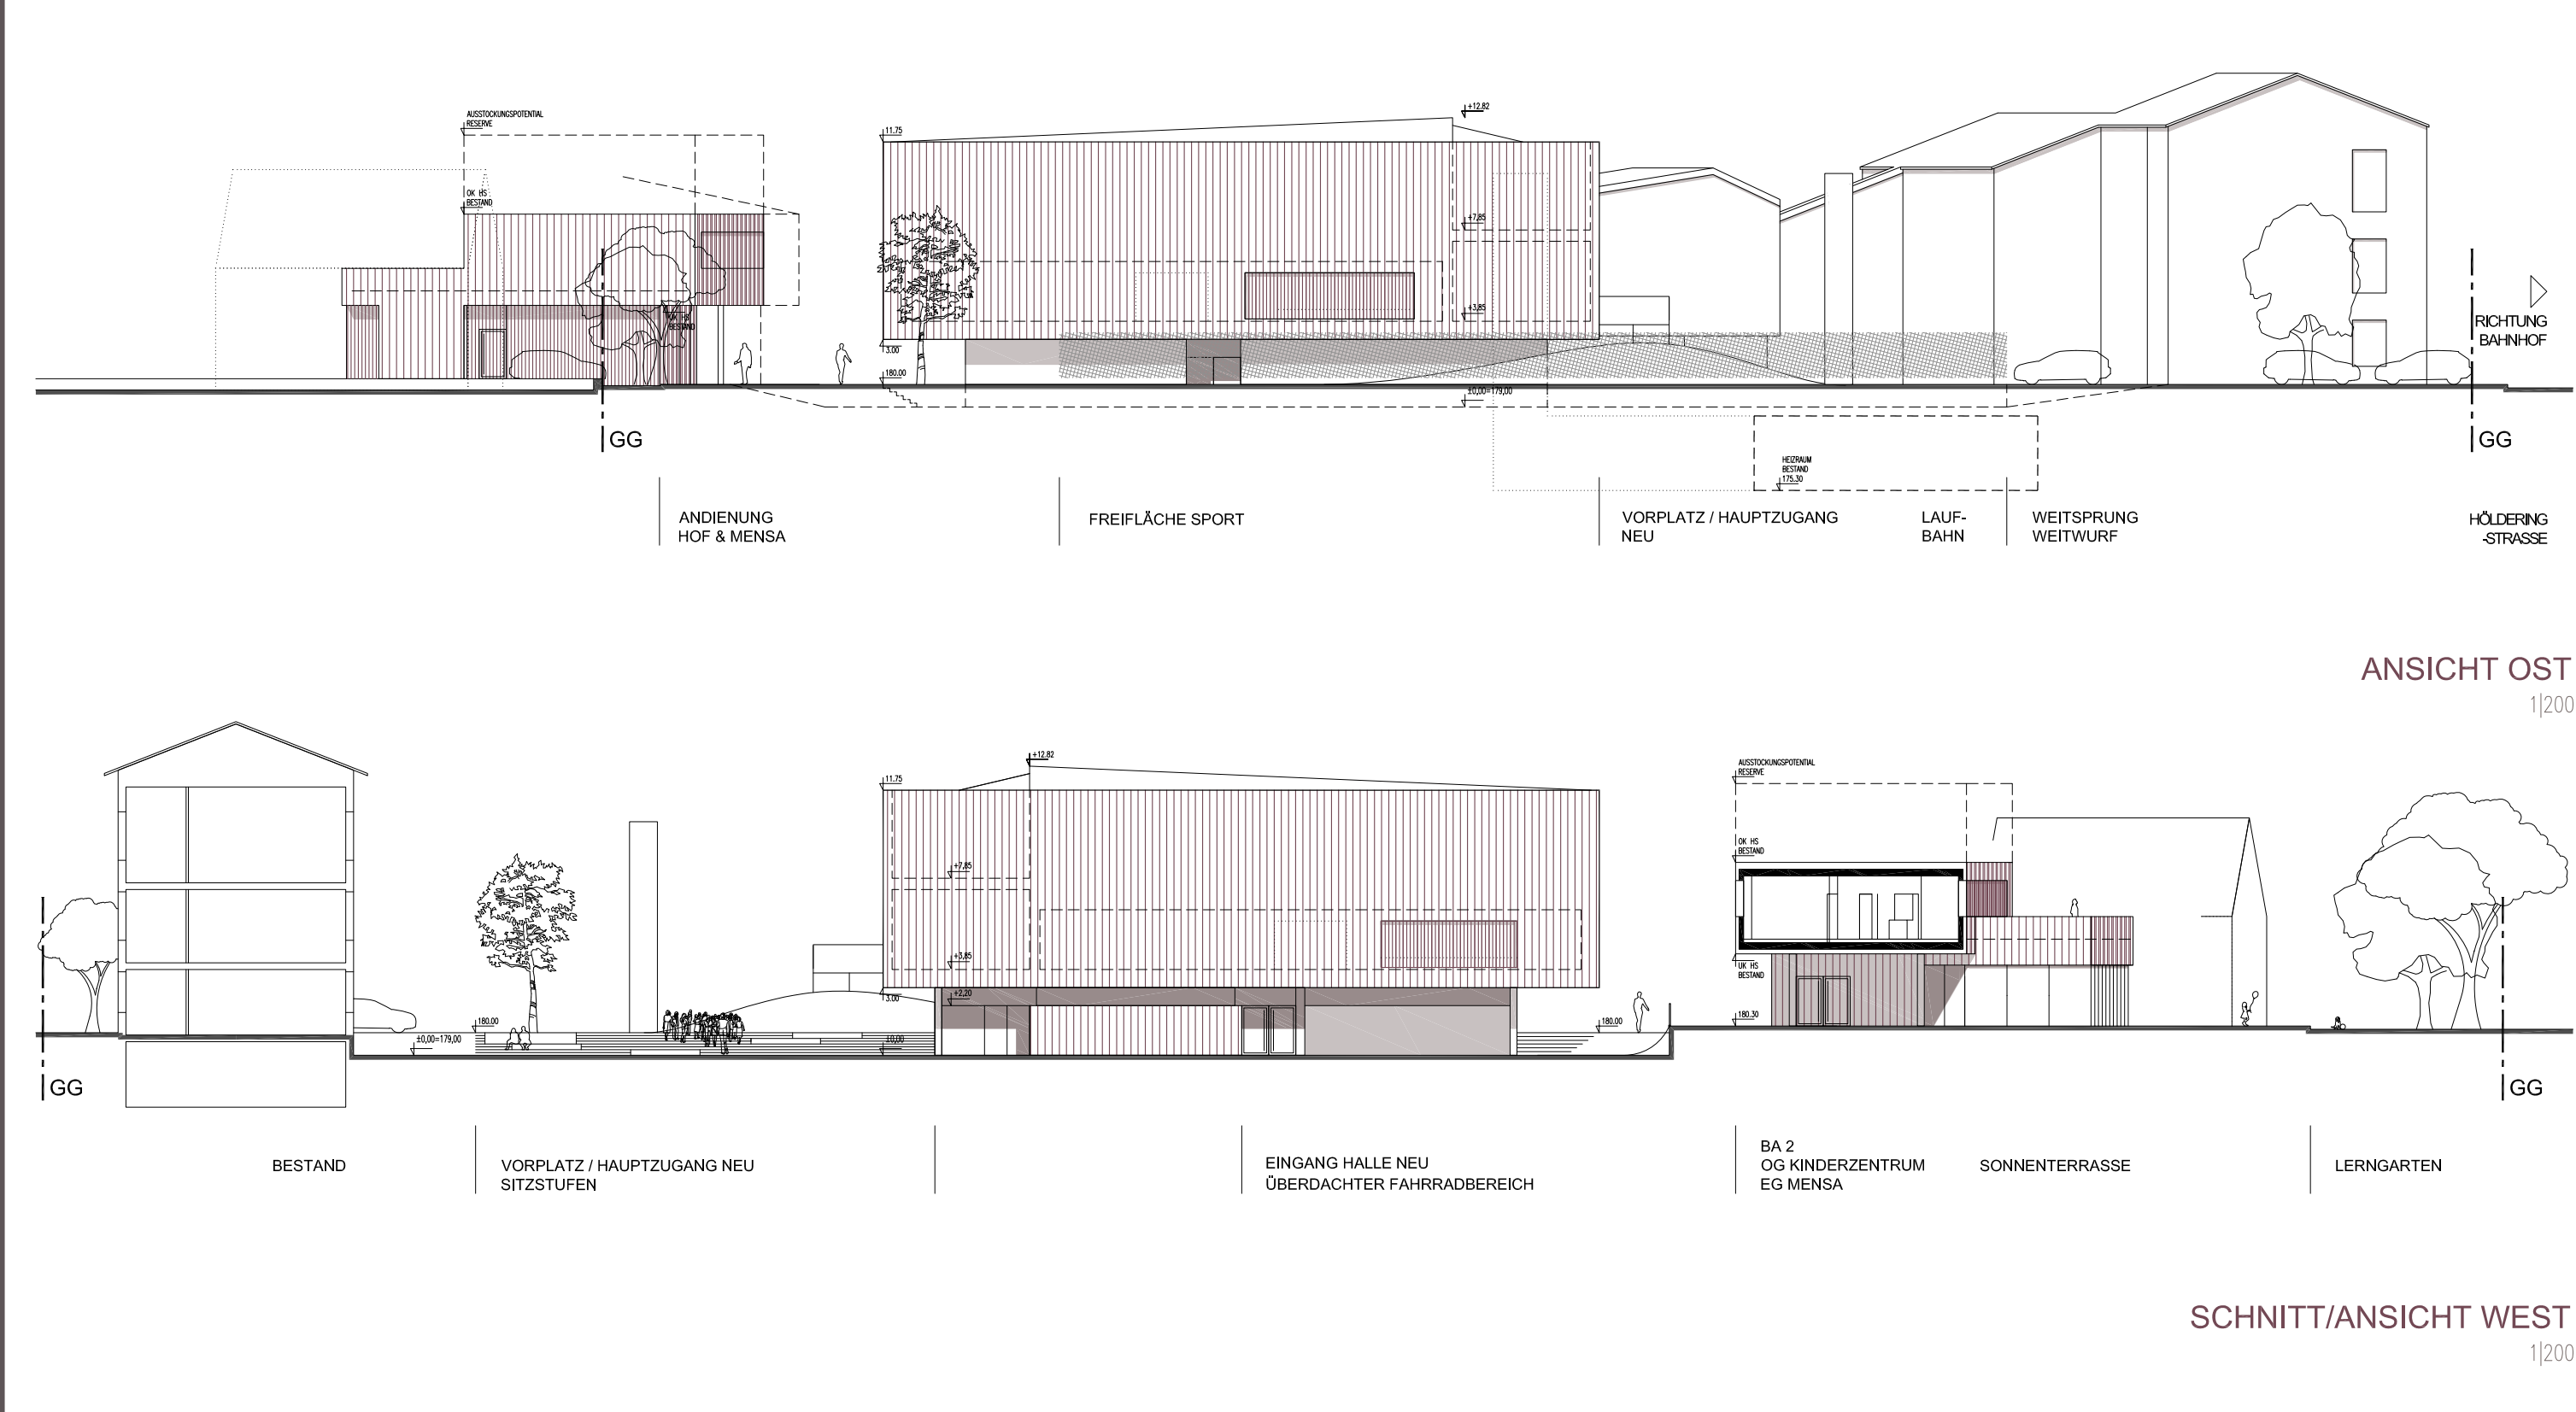 AUSSTOCKUNGSPOTENTIAL
RESERVE
+12.82
11.75
OK HS
BESTAND
+7,85
+3,85
OK HS
BESTAND
3.00
180.00
±0,00=179,00
RICHTUNG
BAHNHOF
GG
GG
HEIZRAUM
BESTAND
175.30
ANDIENUNG
HOF & MENSA
FREIFLÄCHE SPORT
VORPLATZ / HAUPTZUGANG
NEU
LAUF-
BAHN
WEITSPRUNG
WEITWURF
HÖLDERING
-STRASSE
ANSICHT OST
1|200
+12.82
11.75
AUSSTOCKUNGSPOTENTIAL
RESERVE
OK HS
BESTAND
+7,85
+3,85
UK HS
BESTAND
3.00
+2,20
180.00
180.00
180.30
±0,00=179,00
±0,00
GG
GG
BESTAND
VORPLATZ / HAUPTZUGANG NEU
SITZSTUFEN
EINGANG HALLE NEU
ÜBERDACHTER FAHRRADBEREICH
BA 2
OG KINDERZENTRUM
EG MENSA
SONNENTERRASSE
LERNGARTEN
SCHNITT/ANSICHT WEST
1|200